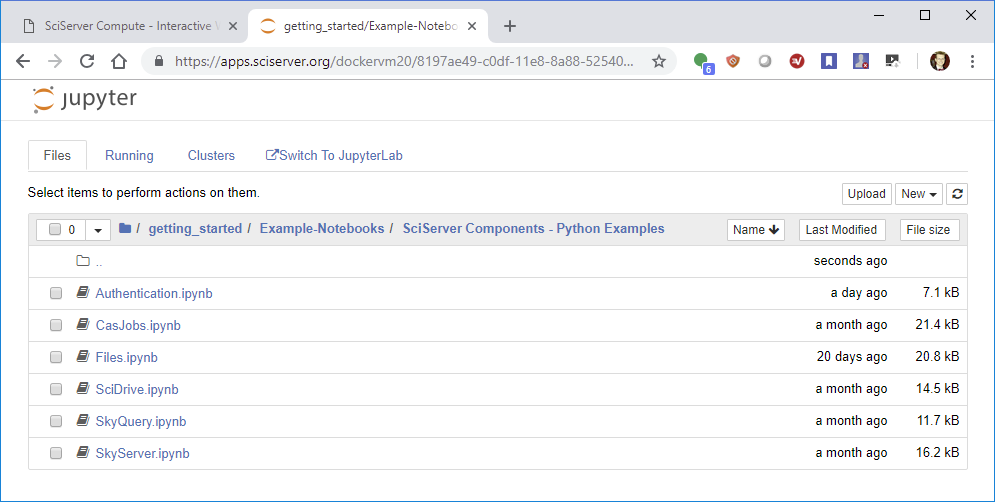 SciServer Compute - Interactive
getting_started/Example-Notebo
https://apps.sciserver.org/dockervm20/8197ae49-c0df-11e8-8a88-52540...
6
jupyter
Files Running Clusters Switch To JupyterLab
Select items to perform actions on them.
Upload New
0 / getting_started / Example-Notebooks / SciServer Components - Python Examples Name Last Modified File size
.. seconds ago
Authentication.ipynb a day ago 7.1 kB
CasJobs.ipynb a month ago 21.4 kB
Files.ipynb 20 days ago 20.8 kB
SciDrive.ipynb a month ago 14.5 kB
SkyQuery.ipynb a month ago 11.7 kB
SkyServer.ipynb a month ago 16.2 kB